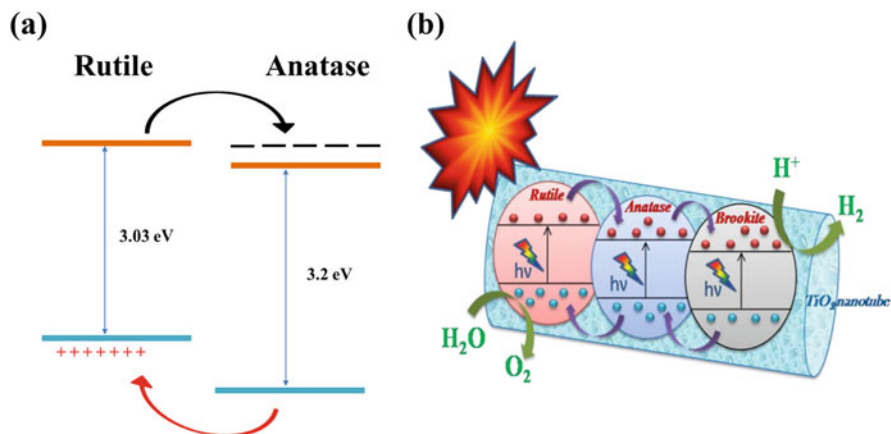 (a)
Rutile
Anatase
3.03 eV
3.2 eV
+ + + + + + +
(b)
Rutile
Anatase
Brookite
hν
hν
hν
H⁺
H₂
TiO₂ nanotube
H₂O
O₂